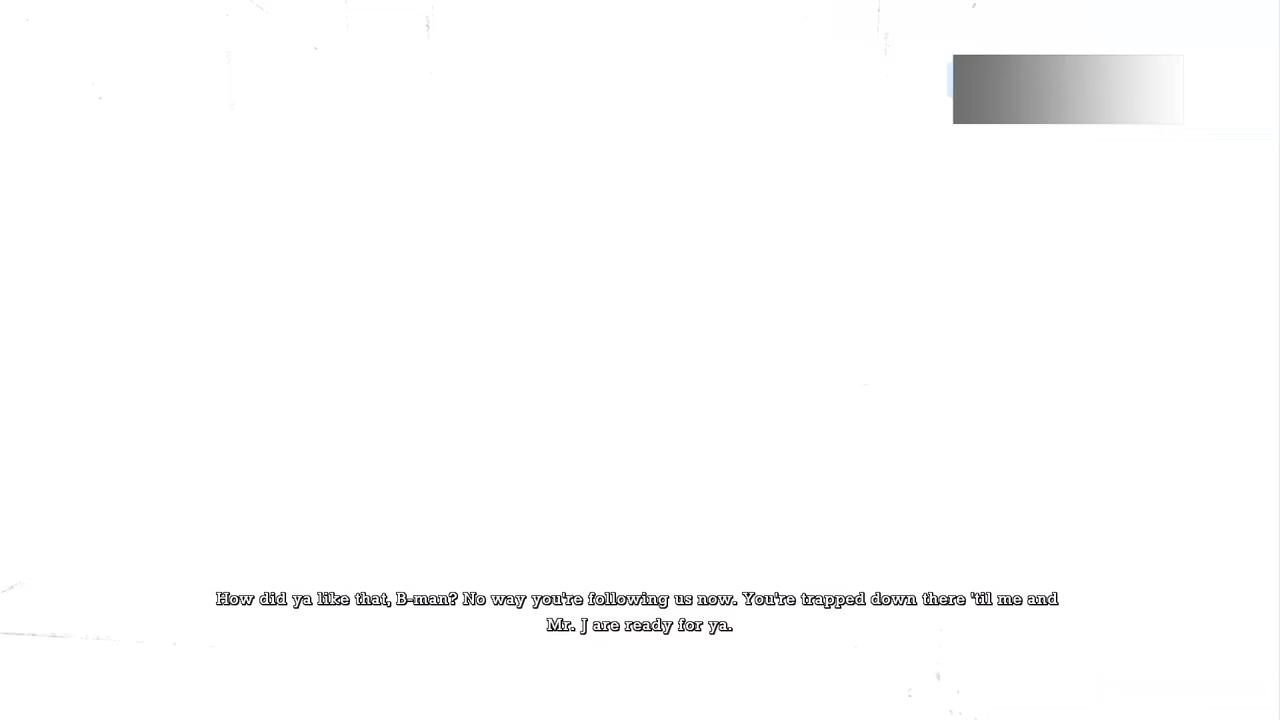 How did ya like that, B-man? No way you're following us now. You're trapped down there 'til me and
Mr. J are ready for ya.